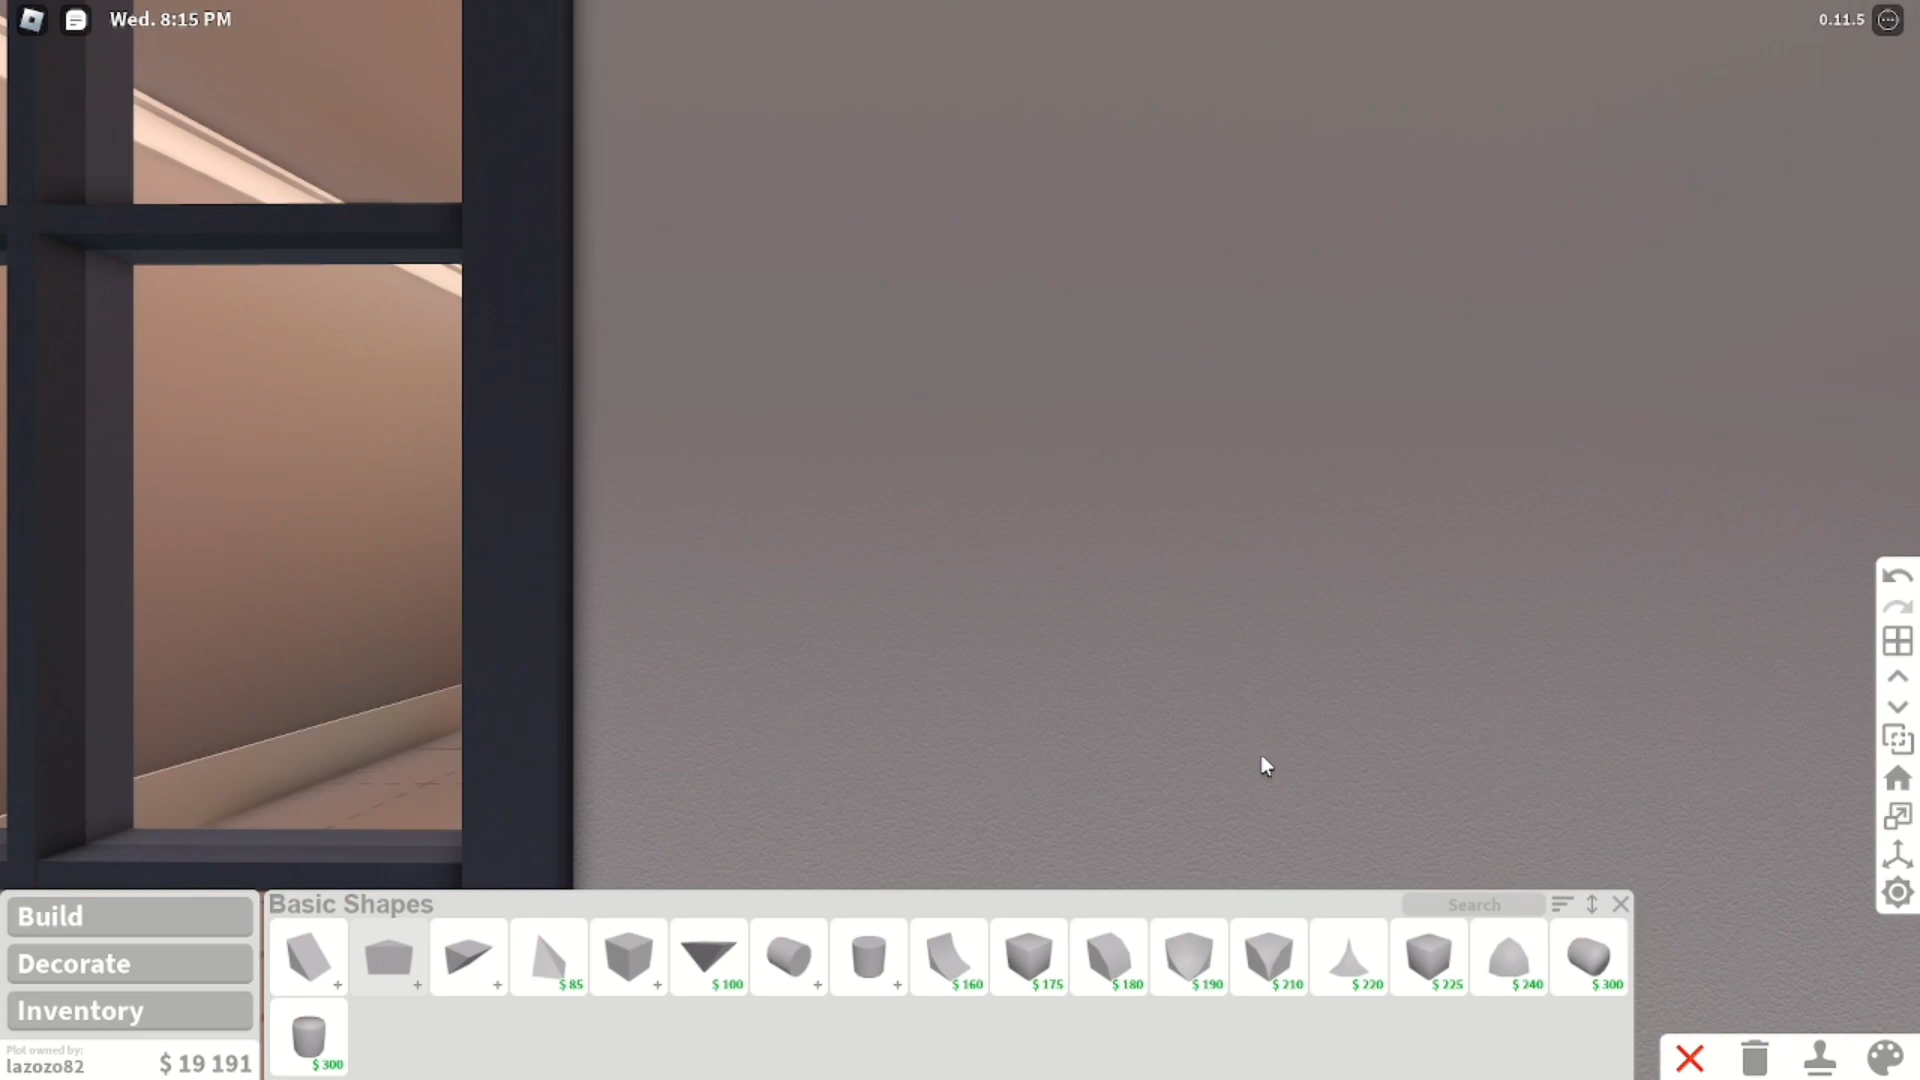 Wed. 8:15 PM
0.11.5
Build
Decorate
Inventory
Plot owned by:
lazozo82
$ 19 191
Basic Shapes
Search
+
+
+
$ 85
+
$ 100
+
+
$ 160
$ 175
$ 180
$ 190
$ 210
$ 220
$ 225
$ 240
$ 300
$ 300